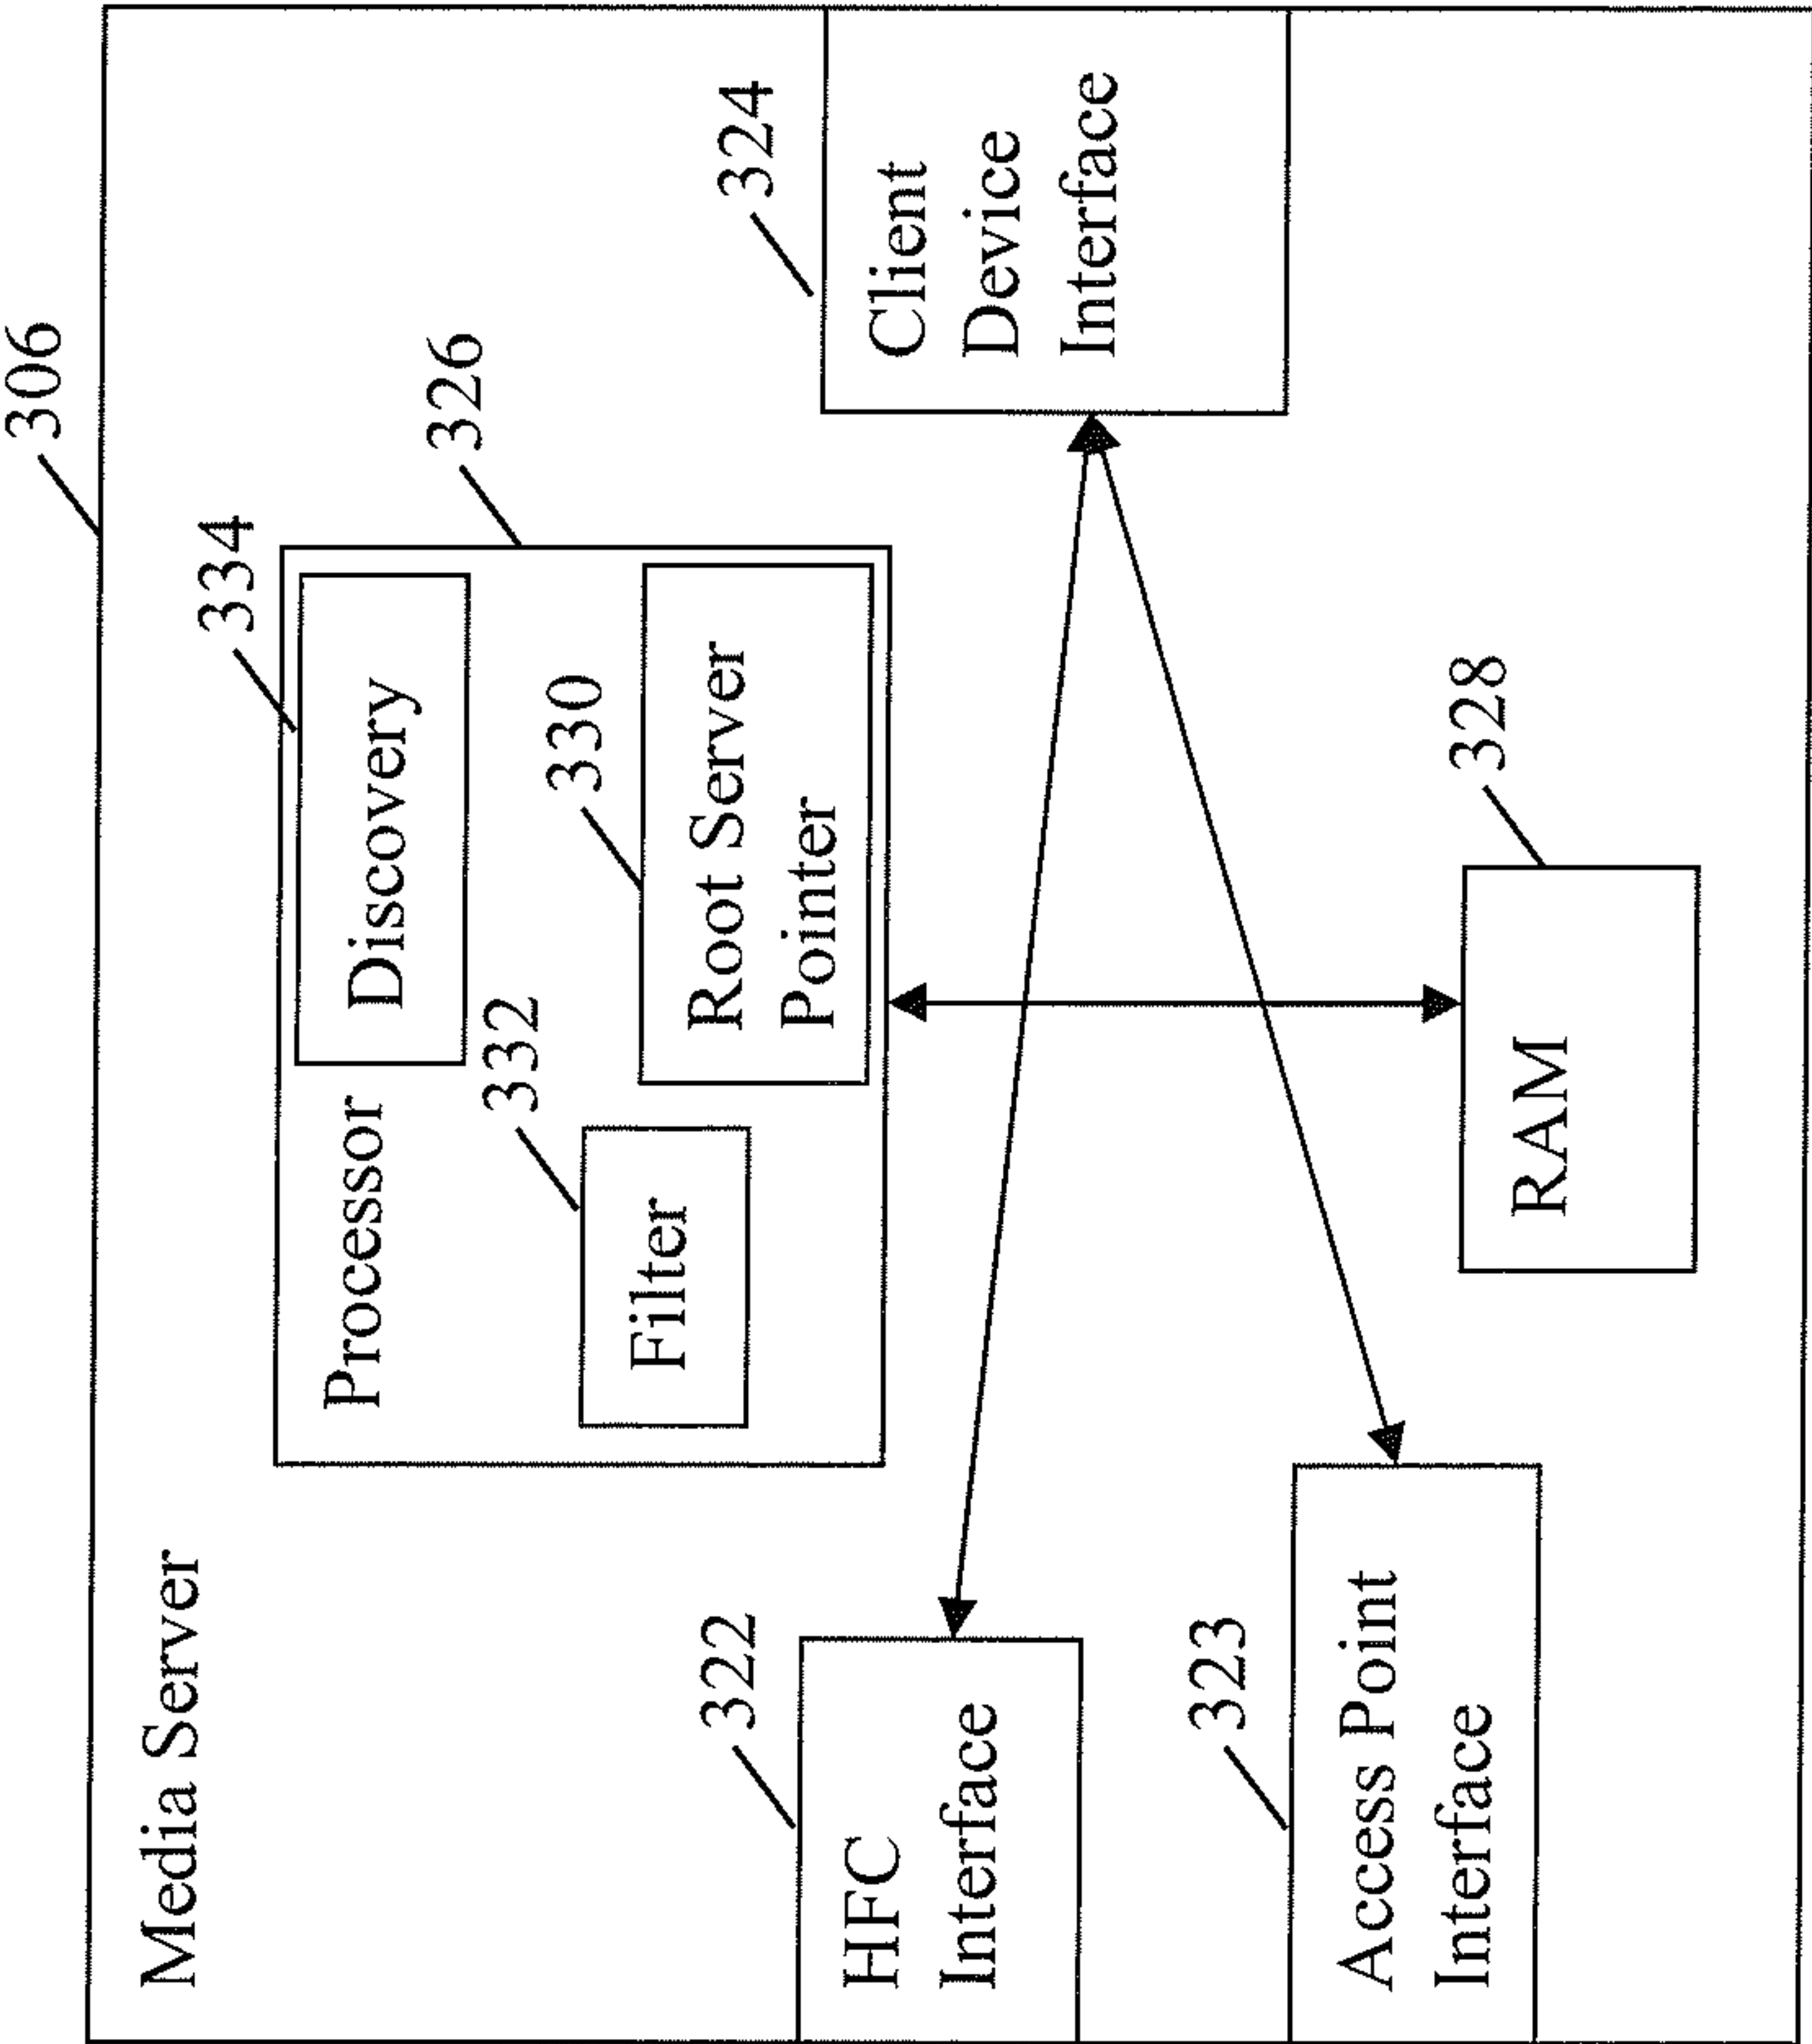 306
Media Server
334
326
Processor
Discovery
332
330
Filter
Root Server
Pointer
322
324
HFC
Interface
Client
Device
Interface
323
328
Access Point
Interface
RAM